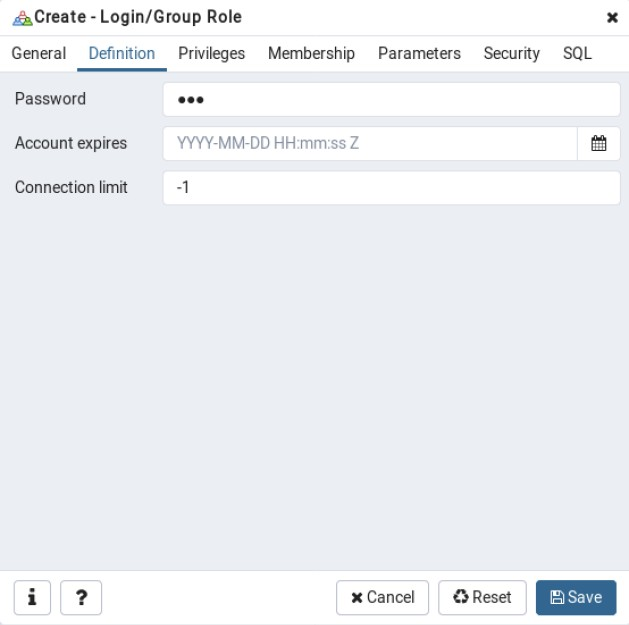 Create - Login/Group Role
General Definition Privileges Membership Parameters Security SQL
Password •••
Account expires YYYY-MM-DD HH:mm:ss Z
Connection limit -1
i ? Cancel Reset Save